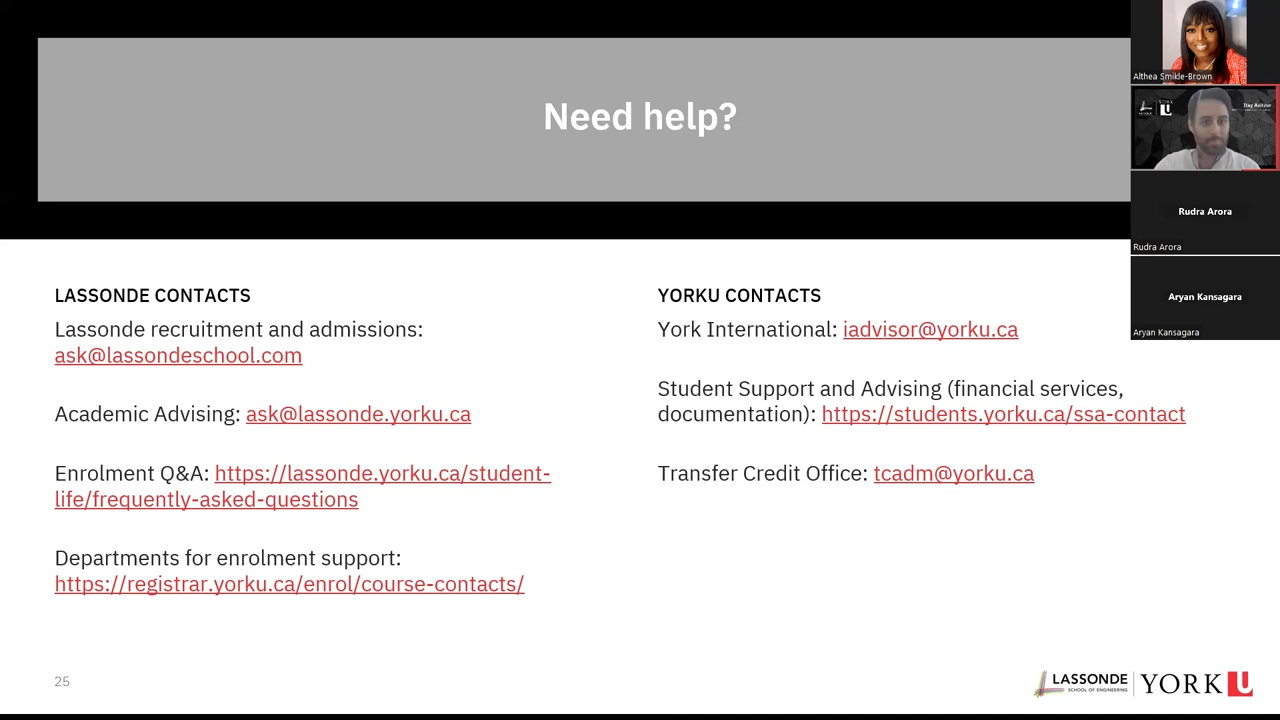 Need help?
LASSONDE CONTACTS
Lassonde recruitment and admissions:
ask@lassondeschool.com
Academic Advising: ask@lassonde.yorku.ca
Enrolment Q&A: https://lassonde.yorku.ca/student-
life/frequently-asked-questions
Departments for enrolment support:
https://registrar.yorku.ca/enrol/course-contacts/
YORKU CONTACTS
York International: iadvisor@yorku.ca
Student Support and Advising (financial services,
documentation): https://students.yorku.ca/ssa-contact
Transfer Credit Office: tcadm@yorku.ca
Althea Smikle-Brown
YORK U
Rudra Arora
Rudra Arora
Aryan Kansagara
Aryan Kansagara
25
LASSONDE
SCHOOL OF ENGINEERING
YORK U